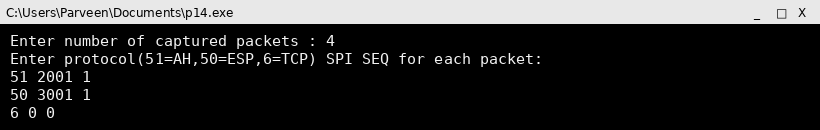 C:\Users\Parveen\Documents\p14.exe _ □ X
Enter number of captured packets : 4
Enter protocol(51=AH,50=ESP,6=TCP) SPI SEQ for each packet:
51 2001 1
50 3001 1
6 0 0